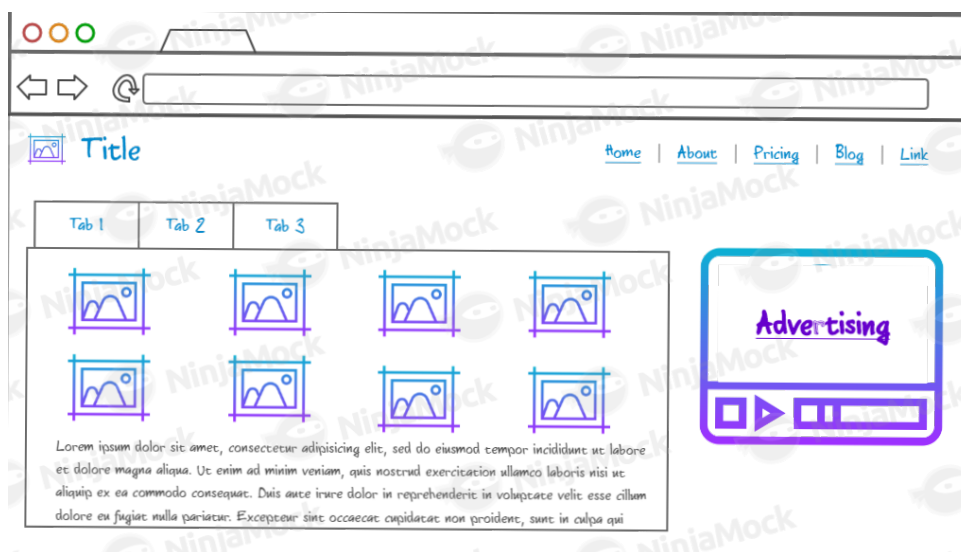 Title
Home | About | Pricing | Blog | Link
Tab 1 Tab 2 Tab 3
Advertising
Lorem ipsum dolor sit amet, consectetur adipisicing elit, sed do eiusmod tempor incididunt ut labore
et dolore magna aliqua. Ut enim ad minim veniam, quis nostrud exercitation ullamco laboris nisi ut
aliquip ex ea commodo consequat. Duis aute irure dolor in reprehenderit in voluptate velit esse cillum
dolore eu fugiat nulla pariatur. Excepteur sint occaecat cupidatat non proident, sunt in culpa qui
NinjaMock